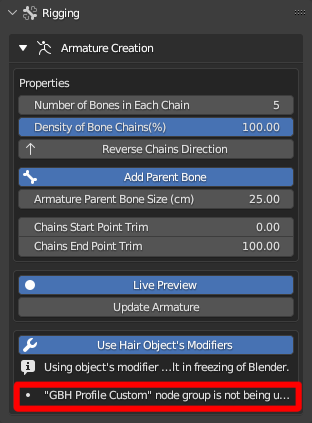 Rigging
Armature Creation
Properties
Number of Bones in Each Chain 5
Density of Bone Chains(%) 100.00
Reverse Chains Direction
Add Parent Bone
Armature Parent Bone Size (cm) 25.00
Chains Start Point Trim 0.00
Chains End Point Trim 100.00
Live Preview
Update Armature
Use Hair Object's Modifiers
Using object's modifier ...lt in freezing of Blender.
"GBH Profile Custom" node group is not being u...